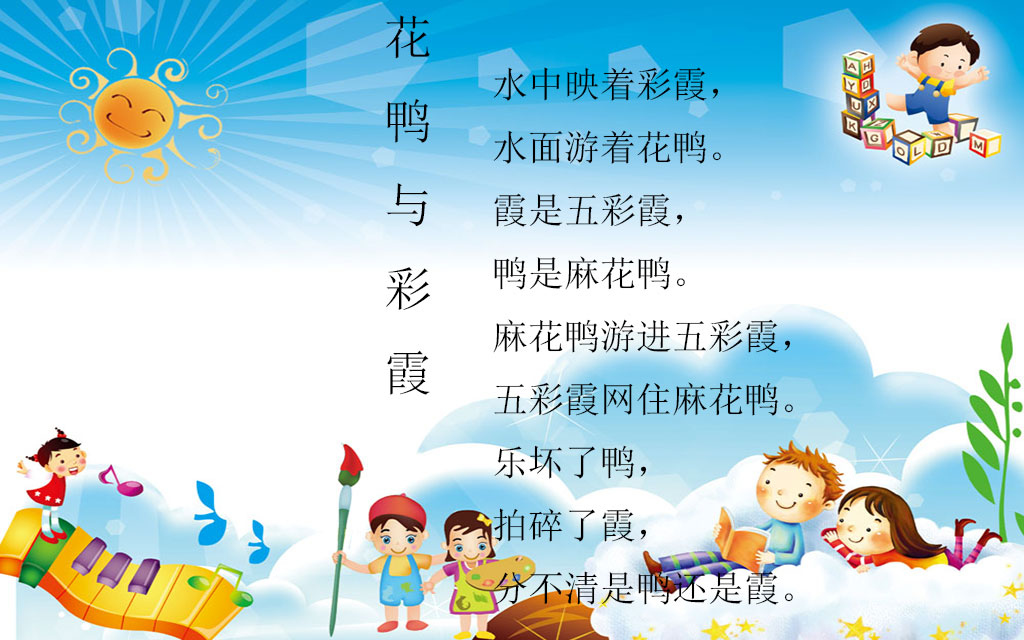 花鸭与彩霞
水中映着彩霞，
水面游着花鸭。
霞是五彩霞，
鸭是麻花鸭。
麻花鸭游进五彩霞，
五彩霞网住麻花鸭。
乐坏了鸭，
拍碎了霞，
分不清是鸭还是霞。